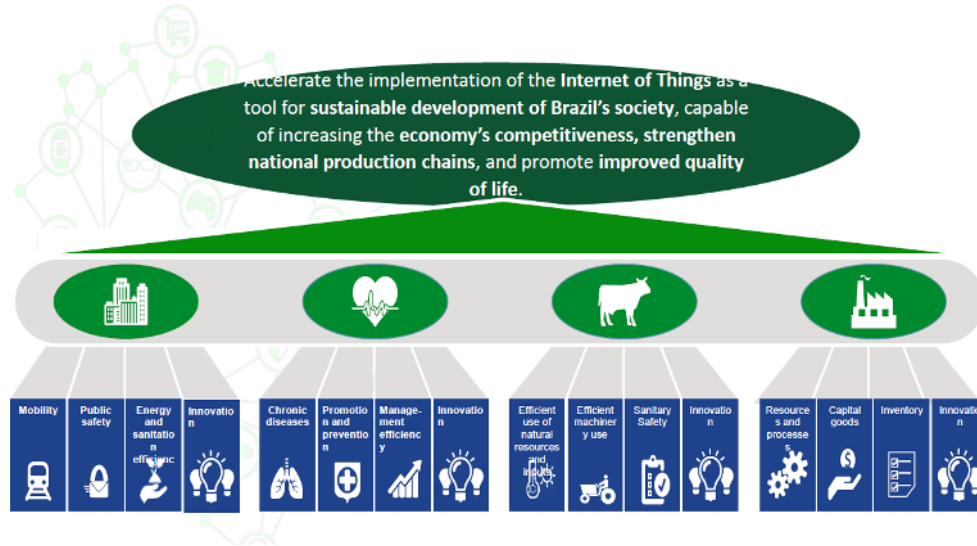 Accelerate the implementation of the Internet of Things as a
tool for sustainable development of Brazil's society, capable
of increasing the economy's competitiveness, strengthen
national production chains, and promote improved quality
of life.
Mobility
Public
safety
Energy
and
sanitatio
n
efficienc
Innovatio
n
Chronic
diseases
Promotio
n and
preventio
n
Manage-
ment
efficienc
y
Innovatio
n
Efficient
use of
natural
resources
and
inputs
Efficient
machiner
y use
Sanitary
Safety
Innovatio
n
Resource
s and
processe
s
Capital
goods
Inventory
Innovatio
n